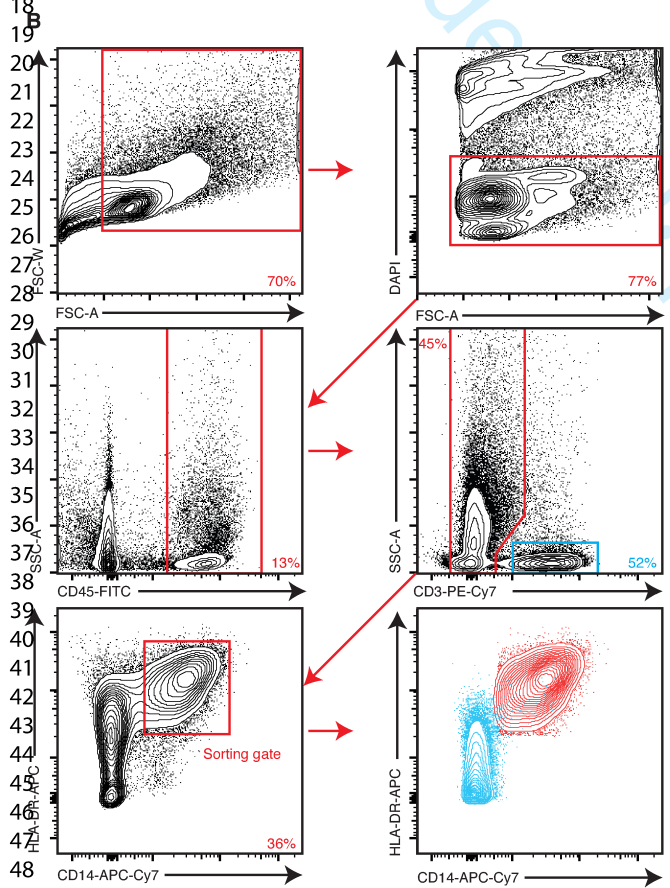 18
B
19
20
21
22
23
24
25
26
27
28
FSC-W
70%
FSC-A
DAPI
77%
FSC-A
29
30
31
32
33
34
35
36
37
38
SSC-A
13%
CD45-FITC
45%
SSC-A
52%
CD3-PE-Cy7
39
40
41
42
43
44
45
46
47
48
HLA-DR-APC
Sorting gate
36%
CD14-APC-Cy7
HLA-DR-APC
CD14-APC-Cy7